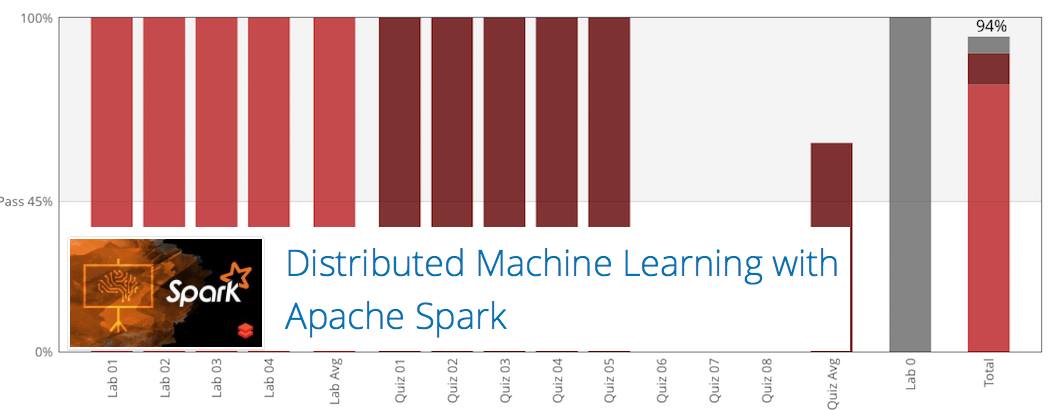 100%
94%
Pass 45%
Spark
Distributed Machine Learning with
Apache Spark
0%
Lab 01
Lab 02
Lab 03
Lab 04
Lab Avg
Quiz 01
Quiz 02
Quiz 03
Quiz 04
Quiz 05
Quiz 06
Quiz 07
Quiz 08
Quiz Avg
Lab 0
Total